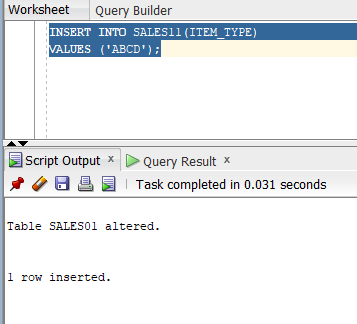 Worksheet Query Builder
INSERT INTO SALES11(ITEM_TYPE)
VALUES ('ABCD');
Script Output x Query Result x
Task completed in 0.031 seconds
Table SALES01 altered.
1 row inserted.